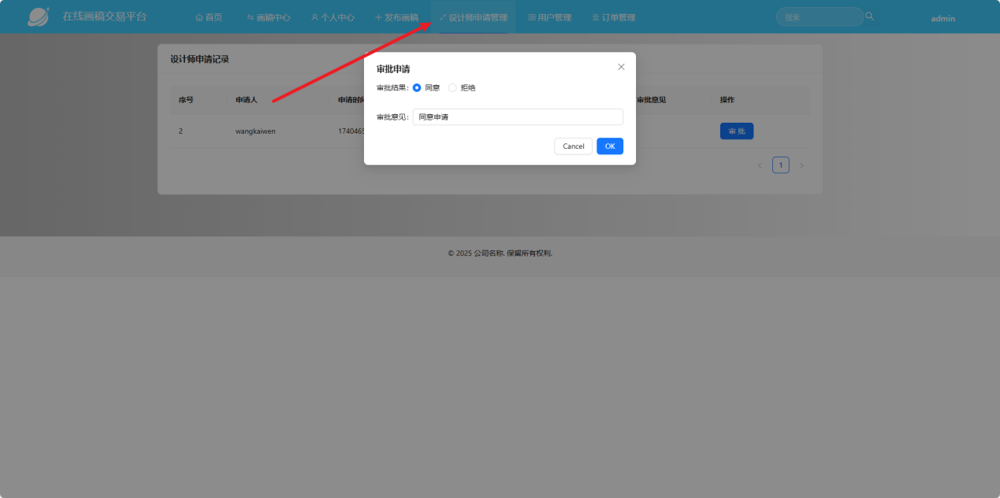 在线画稿交易平台 首页 画稿中心 个人中心 + 发布画稿 设计师申请管理 用户管理 订单管理 搜索 admin
设计师申请记录
审批申请
审批结果: 同意 拒绝
序号 申请人 申请时间 审批意见 操作
审批意见: 同意申请
2 wangkaiwen 174046 审 批
Cancel OK
< 1 >
© 2025 公司名称. 保留所有权利.